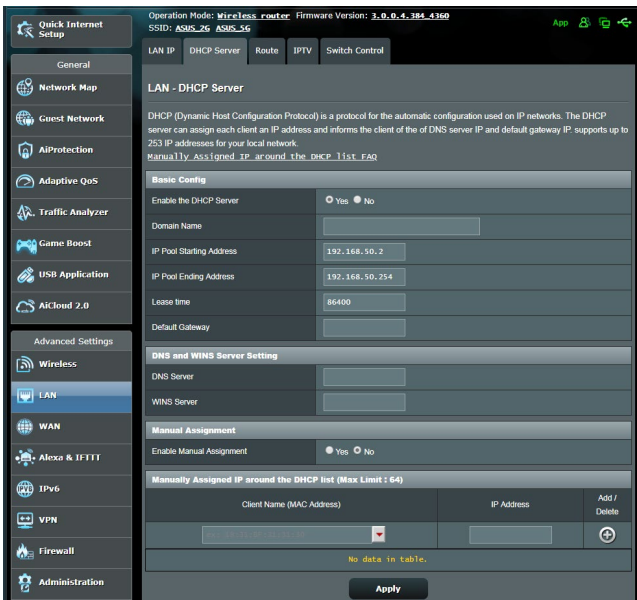 Quick Internet
Setup
Operation Mode: Wireless router Firmware Version: 3.0.0.4.384_4360
SSID: ASUS_2G ASUS_5G
App
LAN IP DHCP Server Route IPTV Switch Control
General
Network Map
Guest Network
AiProtection
Adaptive QoS
Traffic Analyzer
Game Boost
USB Application
AiCloud 2.0
Advanced Settings
Wireless
LAN
WAN
Alexa & IFTTT
IPv6
VPN
Firewall
Administration
LAN - DHCP Server
DHCP (Dynamic Host Configuration Protocol) is a protocol for the automatic configuration used on IP networks. The DHCP
server can assign each client an IP address and informs the client of the of DNS server IP and default gateway IP. supports up to
253 IP addresses for your local network.
Manually Assigned IP around the DHCP list FAQ
Basic Config
Enable the DHCP Server Yes No
Domain Name
IP Pool Starting Address 192.168.50.2
IP Pool Ending Address 192.168.50.254
Lease time 86400
Default Gateway
DNS and WINS Server Setting
DNS Server
WINS Server
Manual Assignment
Enable Manual Assignment Yes No
Manually Assigned IP around the DHCP list (Max Limit : 64)
Client Name (MAC Address) IP Address Add /
Delete
No data in table.
Apply